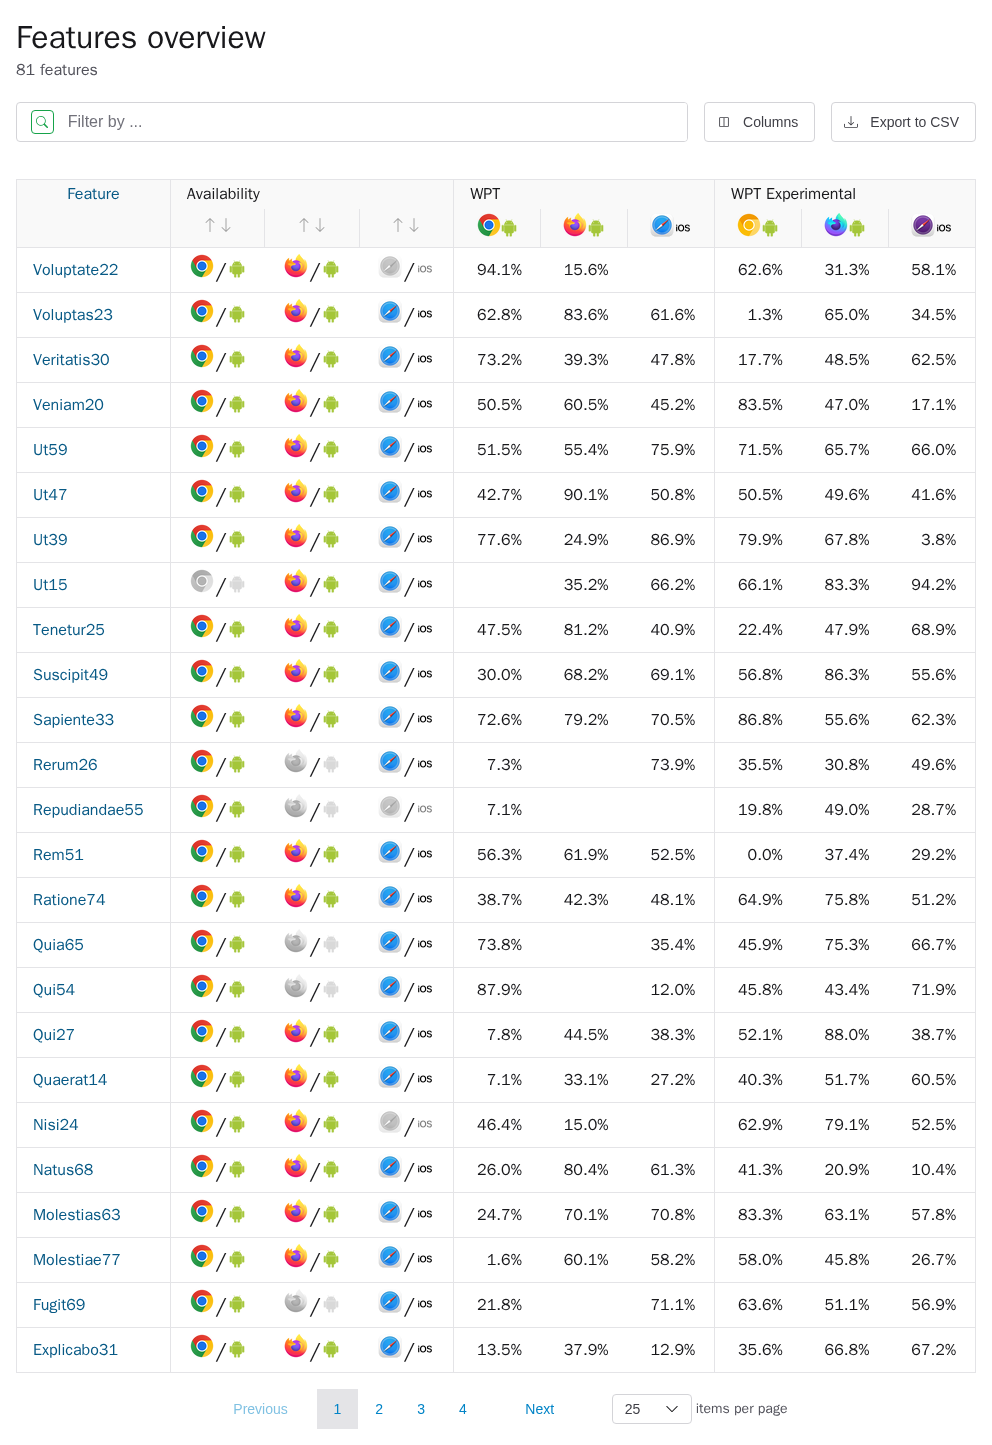 Features overview
81 features
Filter by ...
Columns
Export to CSV
Feature Availability WPT WPT Experimental
ios ios
Voluptate22 / / / ios 94.1% 15.6% 62.6% 31.3% 58.1%
Voluptas23 / / / ios 62.8% 83.6% 61.6% 1.3% 65.0% 34.5%
Veritatis30 / / / ios 73.2% 39.3% 47.8% 17.7% 48.5% 62.5%
Veniam20 / / / ios 50.5% 60.5% 45.2% 83.5% 47.0% 17.1%
Ut59 / / / ios 51.5% 55.4% 75.9% 71.5% 65.7% 66.0%
Ut47 / / / ios 42.7% 90.1% 50.8% 50.5% 49.6% 41.6%
Ut39 / / / ios 77.6% 24.9% 86.9% 79.9% 67.8% 3.8%
Ut15 / / / ios 35.2% 66.2% 66.1% 83.3% 94.2%
Tenetur25 / / / ios 47.5% 81.2% 40.9% 22.4% 47.9% 68.9%
Suscipit49 / / / ios 30.0% 68.2% 69.1% 56.8% 86.3% 55.6%
Sapiente33 / / / ios 72.6% 79.2% 70.5% 86.8% 55.6% 62.3%
Rerum26 / / / ios 7.3% 73.9% 35.5% 30.8% 49.6%
Repudiandae55 / / / ios 7.1% 19.8% 49.0% 28.7%
Rem51 / / / ios 56.3% 61.9% 52.5% 0.0% 37.4% 29.2%
Ratione74 / / / ios 38.7% 42.3% 48.1% 64.9% 75.8% 51.2%
Quia65 / / / ios 73.8% 35.4% 45.9% 75.3% 66.7%
Qui54 / / / ios 87.9% 12.0% 45.8% 43.4% 71.9%
Qui27 / / / ios 7.8% 44.5% 38.3% 52.1% 88.0% 38.7%
Quaerat14 / / / ios 7.1% 33.1% 27.2% 40.3% 51.7% 60.5%
Nisi24 / / / ios 46.4% 15.0% 62.9% 79.1% 52.5%
Natus68 / / / ios 26.0% 80.4% 61.3% 41.3% 20.9% 10.4%
Molestias63 / / / ios 24.7% 70.1% 70.8% 83.3% 63.1% 57.8%
Molestiae77 / / / ios 1.6% 60.1% 58.2% 58.0% 45.8% 26.7%
Fugit69 / / / ios 21.8% 71.1% 63.6% 51.1% 56.9%
Explicabo31 / / / ios 13.5% 37.9% 12.9% 35.6% 66.8% 67.2%
Previous 1 2 3 4 Next 25 items per page